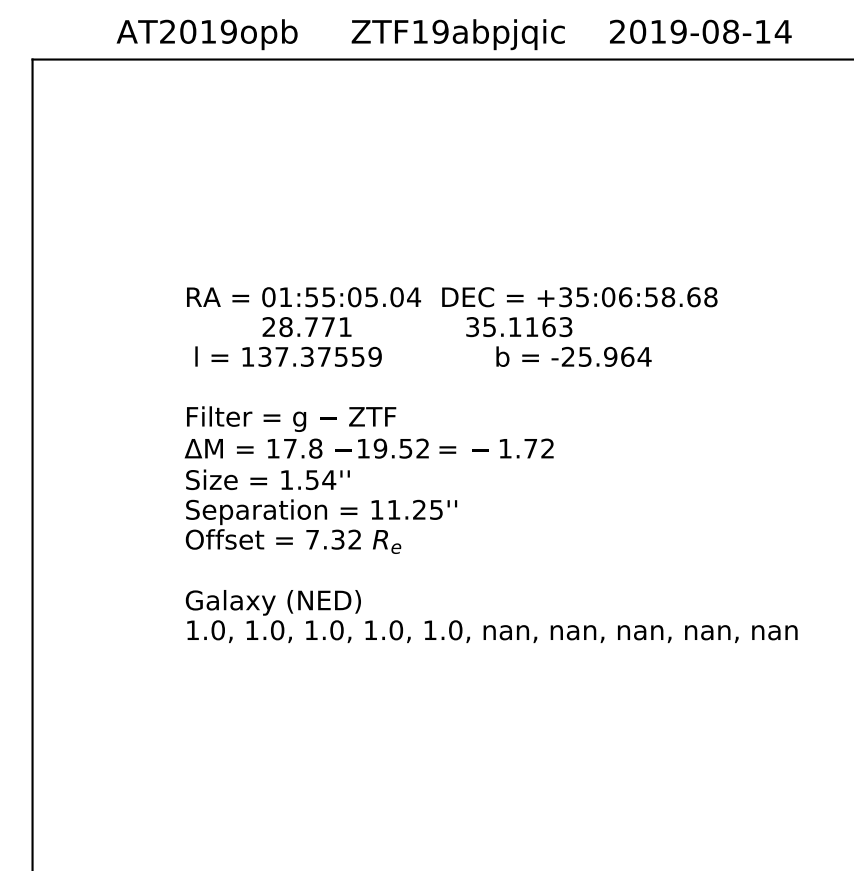 AT2019opb ZTF19abpjqic 2019-08-14
RA = 01:55:05.04 DEC = +35:06:58.68
28.771 35.1163
l = 137.37559 b = -25.964
Filter = g − ZTF
ΔM = 17.8 −19.52 = − 1.72
Size = 1.54''
Separation = 11.25''
Offset = 7.32 Re
Galaxy (NED)
1.0, 1.0, 1.0, 1.0, 1.0, nan, nan, nan, nan, nan